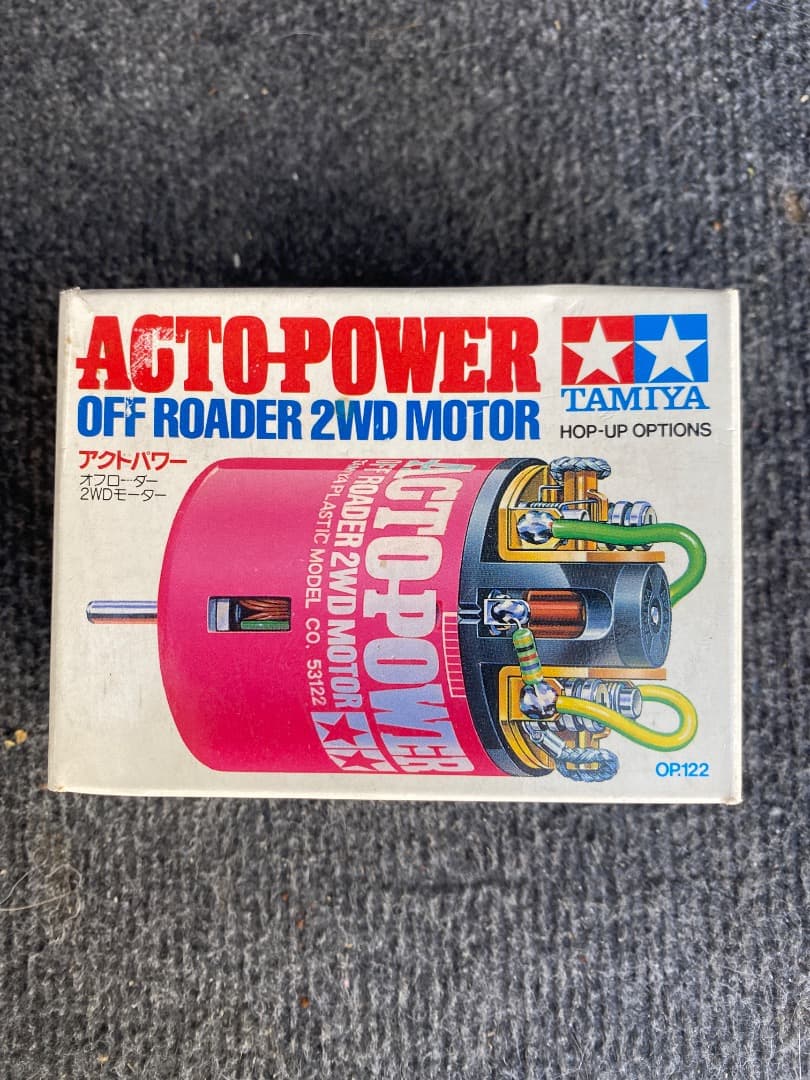 ACTO-POWER
OFF ROADER 2WD MOTOR
TAMIYA
HOP-UP OPTIONS
アクトパワー
オフローダー
2WDモーター
ACTO-POWER
OFF ROADER 2WD MOTOR
TAMIYA PLASTIC MODEL CO. 53122
OP.122